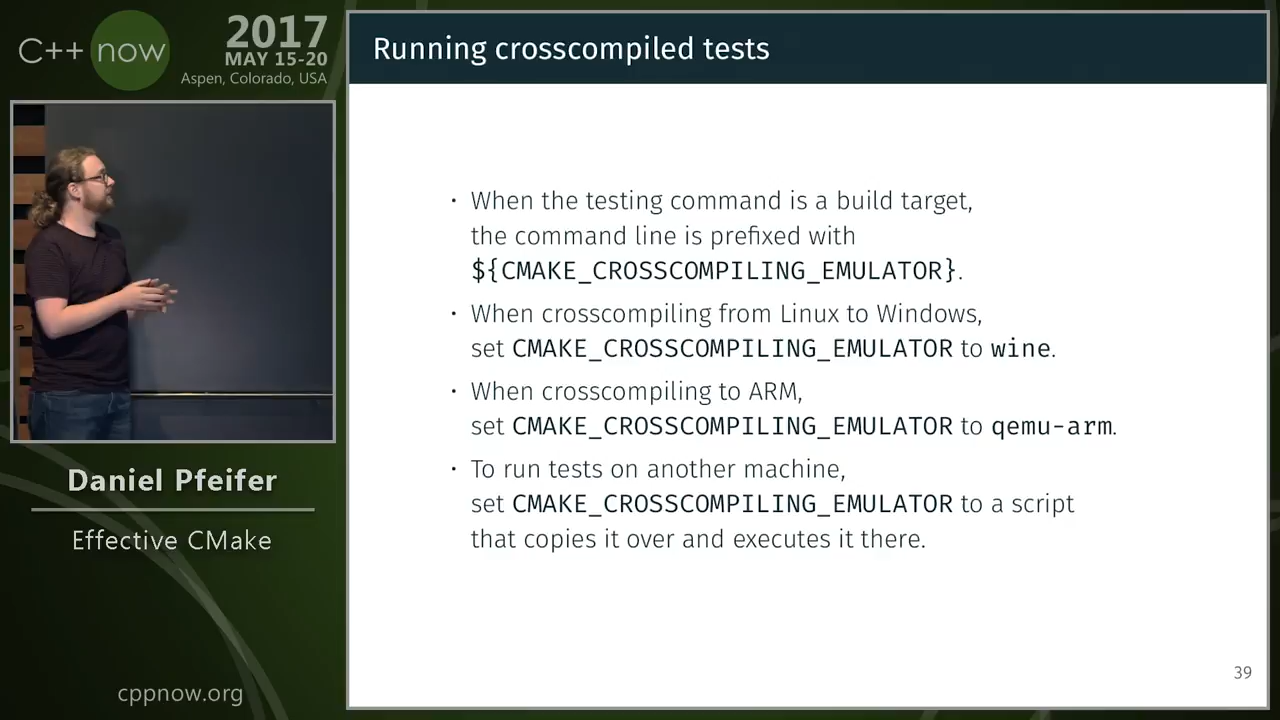 C++ now
2017
MAY 15-20
Aspen, Colorado, USA
Running crosscompiled tests
· When the testing command is a build target,
the command line is prefixed with
${CMAKE_CROSSCOMPILING_EMULATOR}.
· When crosscompiling from Linux to Windows,
set CMAKE_CROSSCOMPILING_EMULATOR to wine.
· When crosscompiling to ARM,
set CMAKE_CROSSCOMPILING_EMULATOR to qemu-arm.
· To run tests on another machine,
set CMAKE_CROSSCOMPILING_EMULATOR to a script
that copies it over and executes it there.
39
Daniel Pfeifer
Effective CMake
cppnow.org